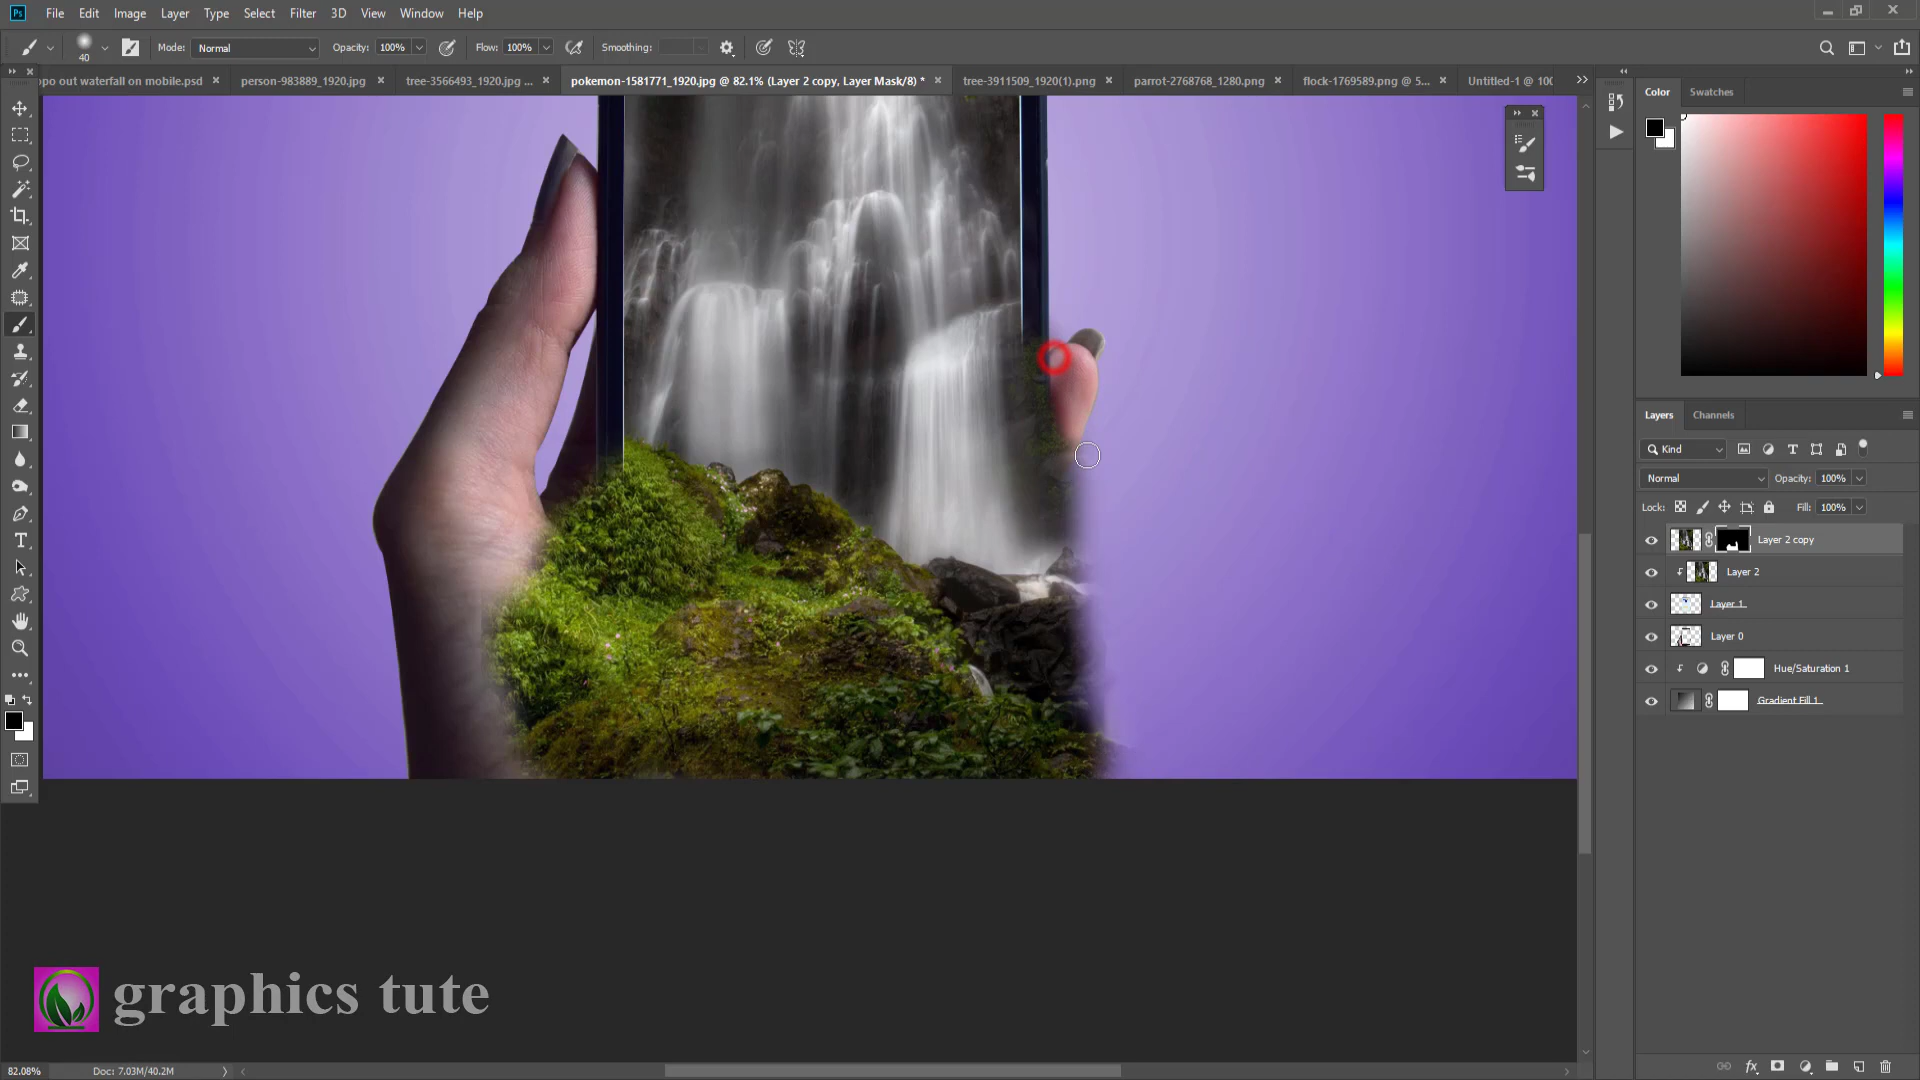 Ps File Edit Image Layer Type Select Filter 3D View Window Help
40 Mode: Normal Opacity: 100% Flow: 100% Smoothing:
opo out waterfall on mobile.psd × person-983889_1920.jpg × tree-3566493_1920.jpg ... × pokemon-1581771_1920.jpg @ 82.1% (Layer 2 copy, Layer Mask/8) * × tree-3911509_1920(1).png × parrot-2768768_1280.png × flock-1769589.png @ 5... × Untitled-1 @ 100
Color Swatches
Layers Channels
Kind
Normal Opacity: 100%
Lock: Fill: 100%
Layer 2 copy
Layer 2
Layer 1
Layer 0
Hue/Saturation 1
Gradient Fill 1
graphics tute
82.08% Doc: 7.03M/40.2M